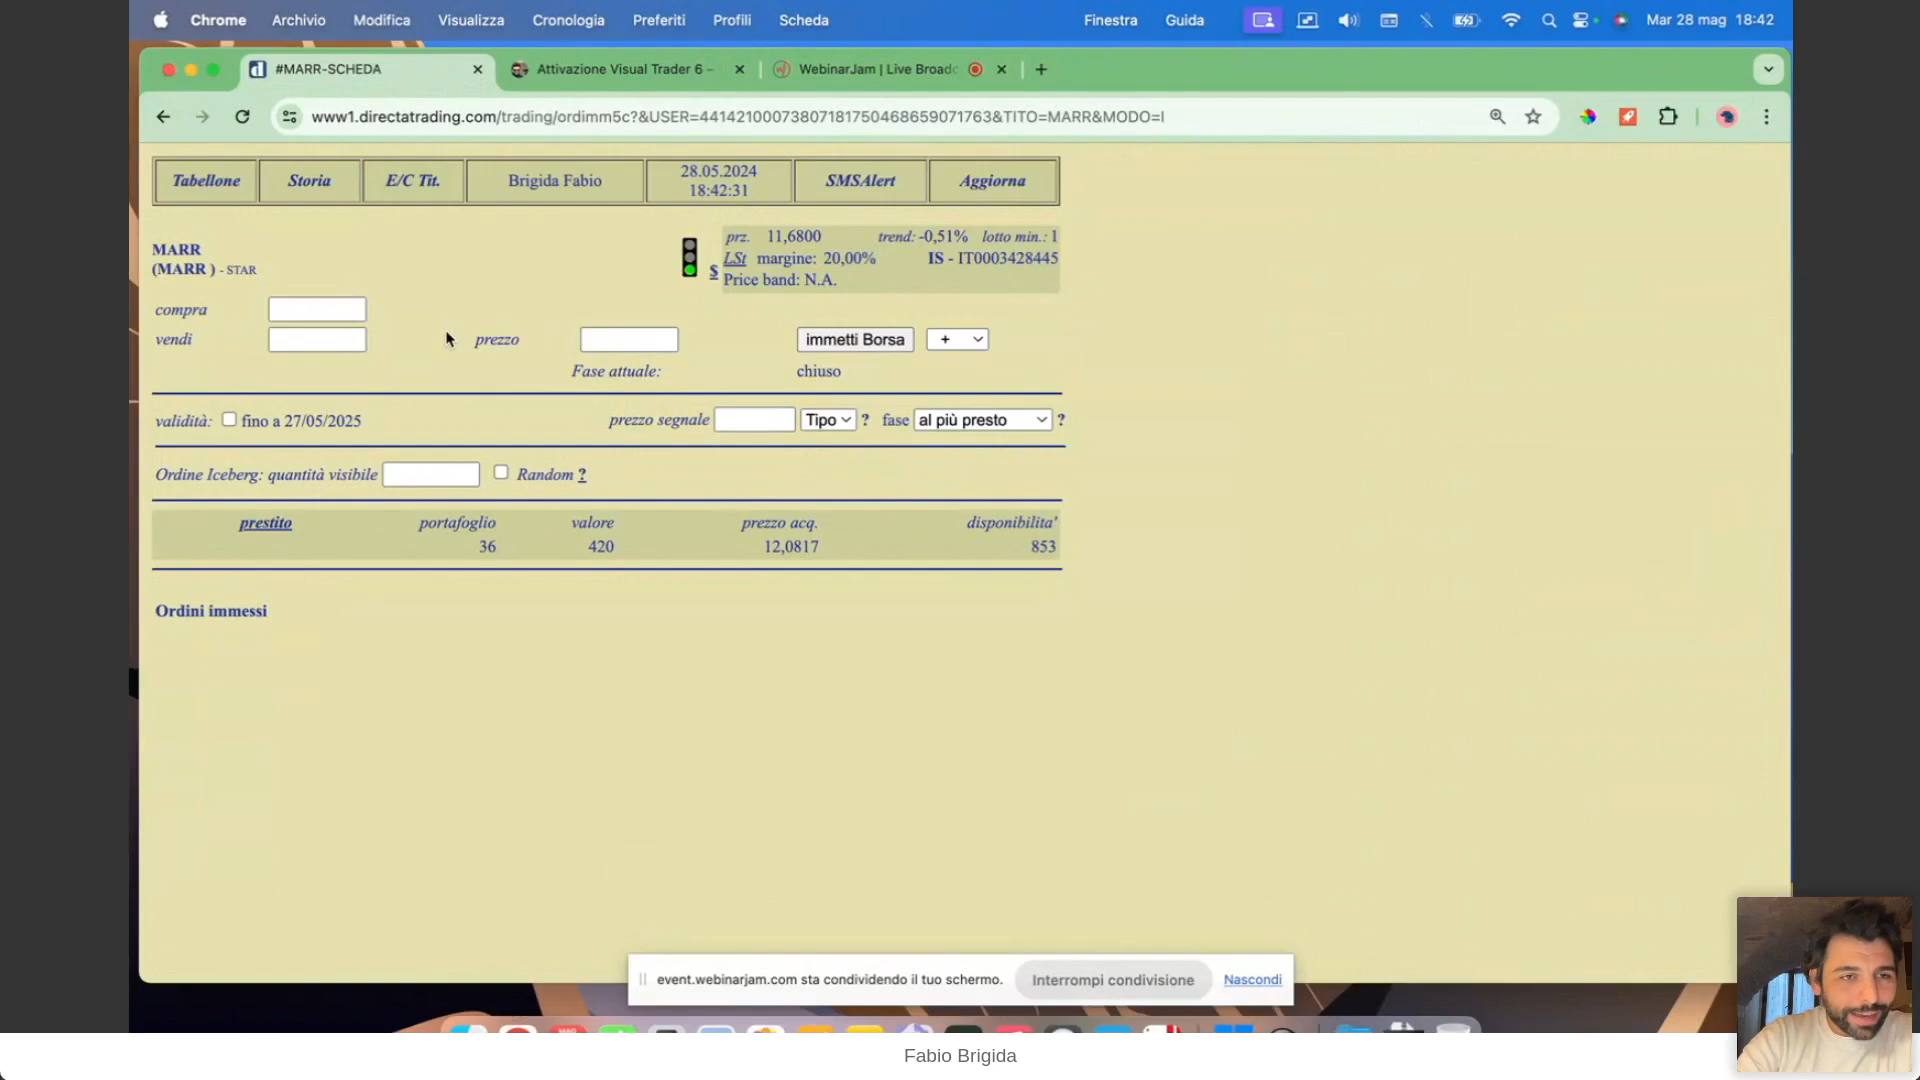 Chrome Archivio Modifica Visualizza Cronologia Preferiti Profili Scheda Finestra Guida Mar 28 mag 18:42
#MARR-SCHEDA Attivazione Visual Trader 6 – WebinarJam | Live Broadc
www1.directatrading.com/trading/ordimm5c?&USER=44142100073807181750468659071763&TITO=MARR&MODO=I
Tabellone Storia E/C Tit. Brigida Fabio 28.05.2024 18:42:31 SMSAlert Aggiorna
prz. 11,6800 trend: -0,51% lotto min.: 1
MARR
LSt margine: 20,00% IS - IT0003428445
(MARR ) - STAR
$ Price band: N.A.
compra
vendi prezzo immetti Borsa +
Fase attuale: chiuso
validità: fino a 27/05/2025 prezzo segnale Tipo ? fase al più presto ?
Ordine Iceberg: quantità visibile Random ?
prestito portafoglio valore prezzo acq. disponibilita'
36 420 12,0817 853
Ordini immessi
event.webinarjam.com sta condividendo il tuo schermo. Interrompi condivisione Nascondi
Fabio Brigida